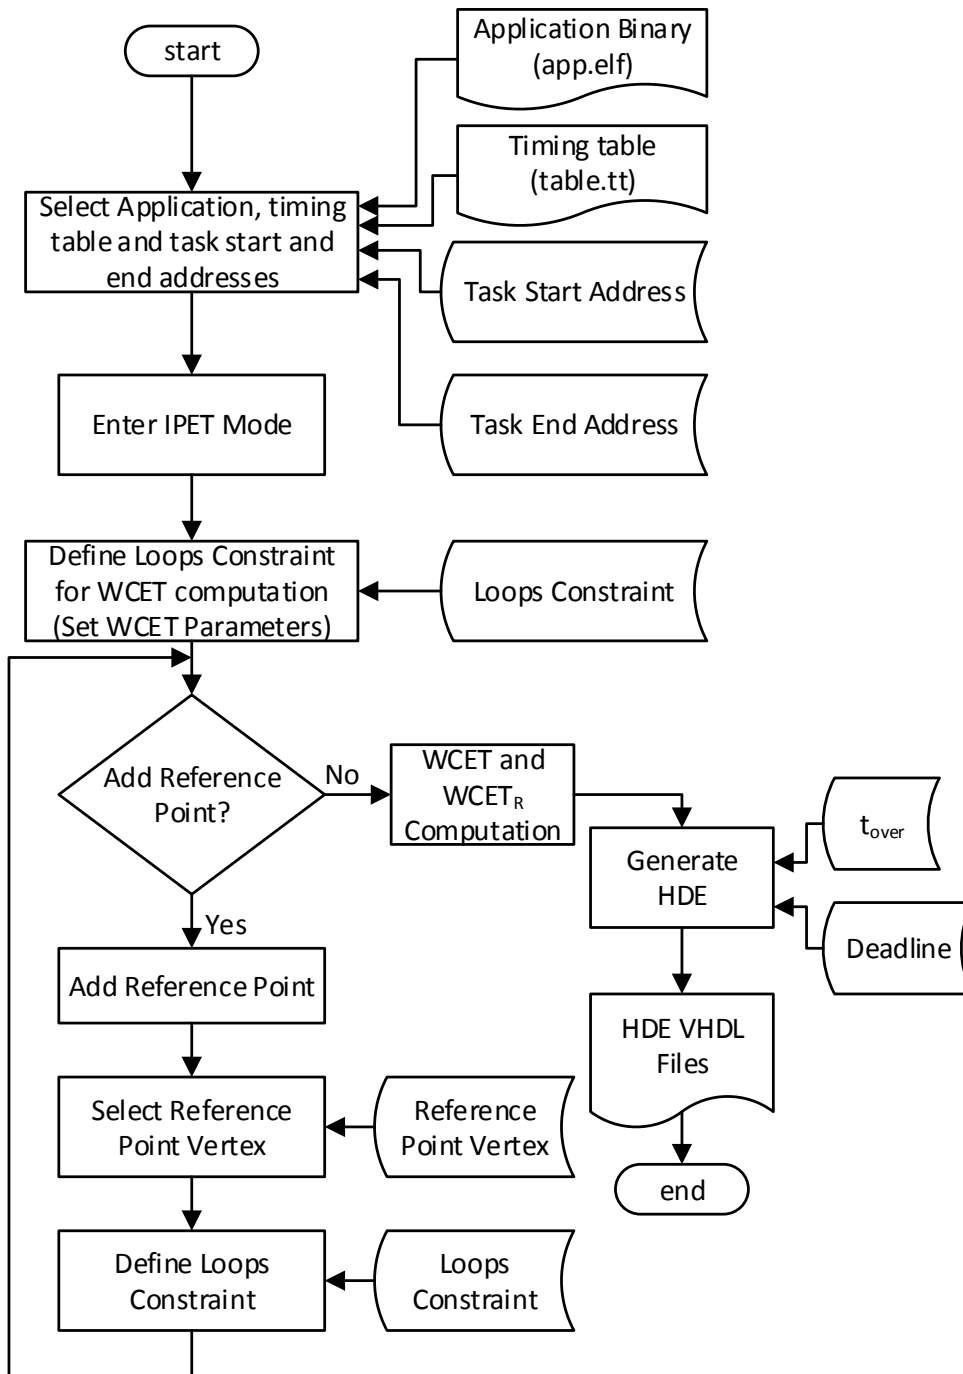 start
Application Binary
(app.elf)
Timing table
(table.tt)
Select Application, timing
table and task start and
end addresses
Task Start Address
Enter IPET Mode
Task End Address
Define Loops Constraint
for WCET computation
(Set WCET Parameters)
Loops Constraint
Add Reference
Point?
No
WCET and
WCETR
Computation
tover
Generate
HDE
Yes
Deadline
Add Reference Point
HDE VHDL
Files
Select Reference
Point Vertex
Reference
Point Vertex
end
Define Loops
Constraint
Loops
Constraint